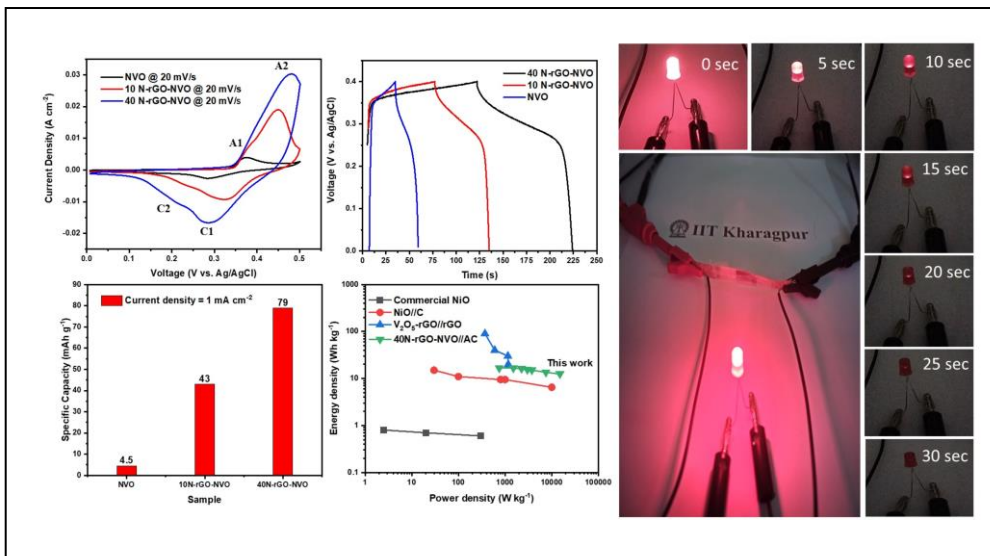 NVO @ 20 mV/s
10 N-rGO-NVO @ 20 mV/s
40 N-rGO-NVO @ 20 mV/s
A2
A1
C2
C1
0.03
0.02
0.01
0.00
-0.01
-0.02
Current Density (A cm⁻²)
0.0 0.1 0.2 0.3 0.4 0.5
Voltage (V vs. Ag/AgCl)
40 N-rGO-NVO
10 N-rGO-NVO
NVO
0.4
0.3
0.2
0.1
0.0
Voltage (V vs. Ag/AgCl)
0 25 50 75 100 125 150 175 200 225 250
Time (s)
Current density = 1 mA cm⁻²
90
80
70
60
50
40
30
20
10
0
Specific Capacity (mAh g⁻¹)
4.5
43
79
NVO 10N-rGO-NVO 40N-rGO-NVO
Sample
Commercial NiO
NiO//C
V₂O₅-rGO//rGO
40N-rGO-NVO//AC
This work
1000
100
10
1
0.1
Energy density (Wh kg⁻¹)
1 10 100 1000 10000 100000
Power density (W kg⁻¹)
0 sec
5 sec
10 sec
15 sec
20 sec
25 sec
30 sec
IIT Kharagpur